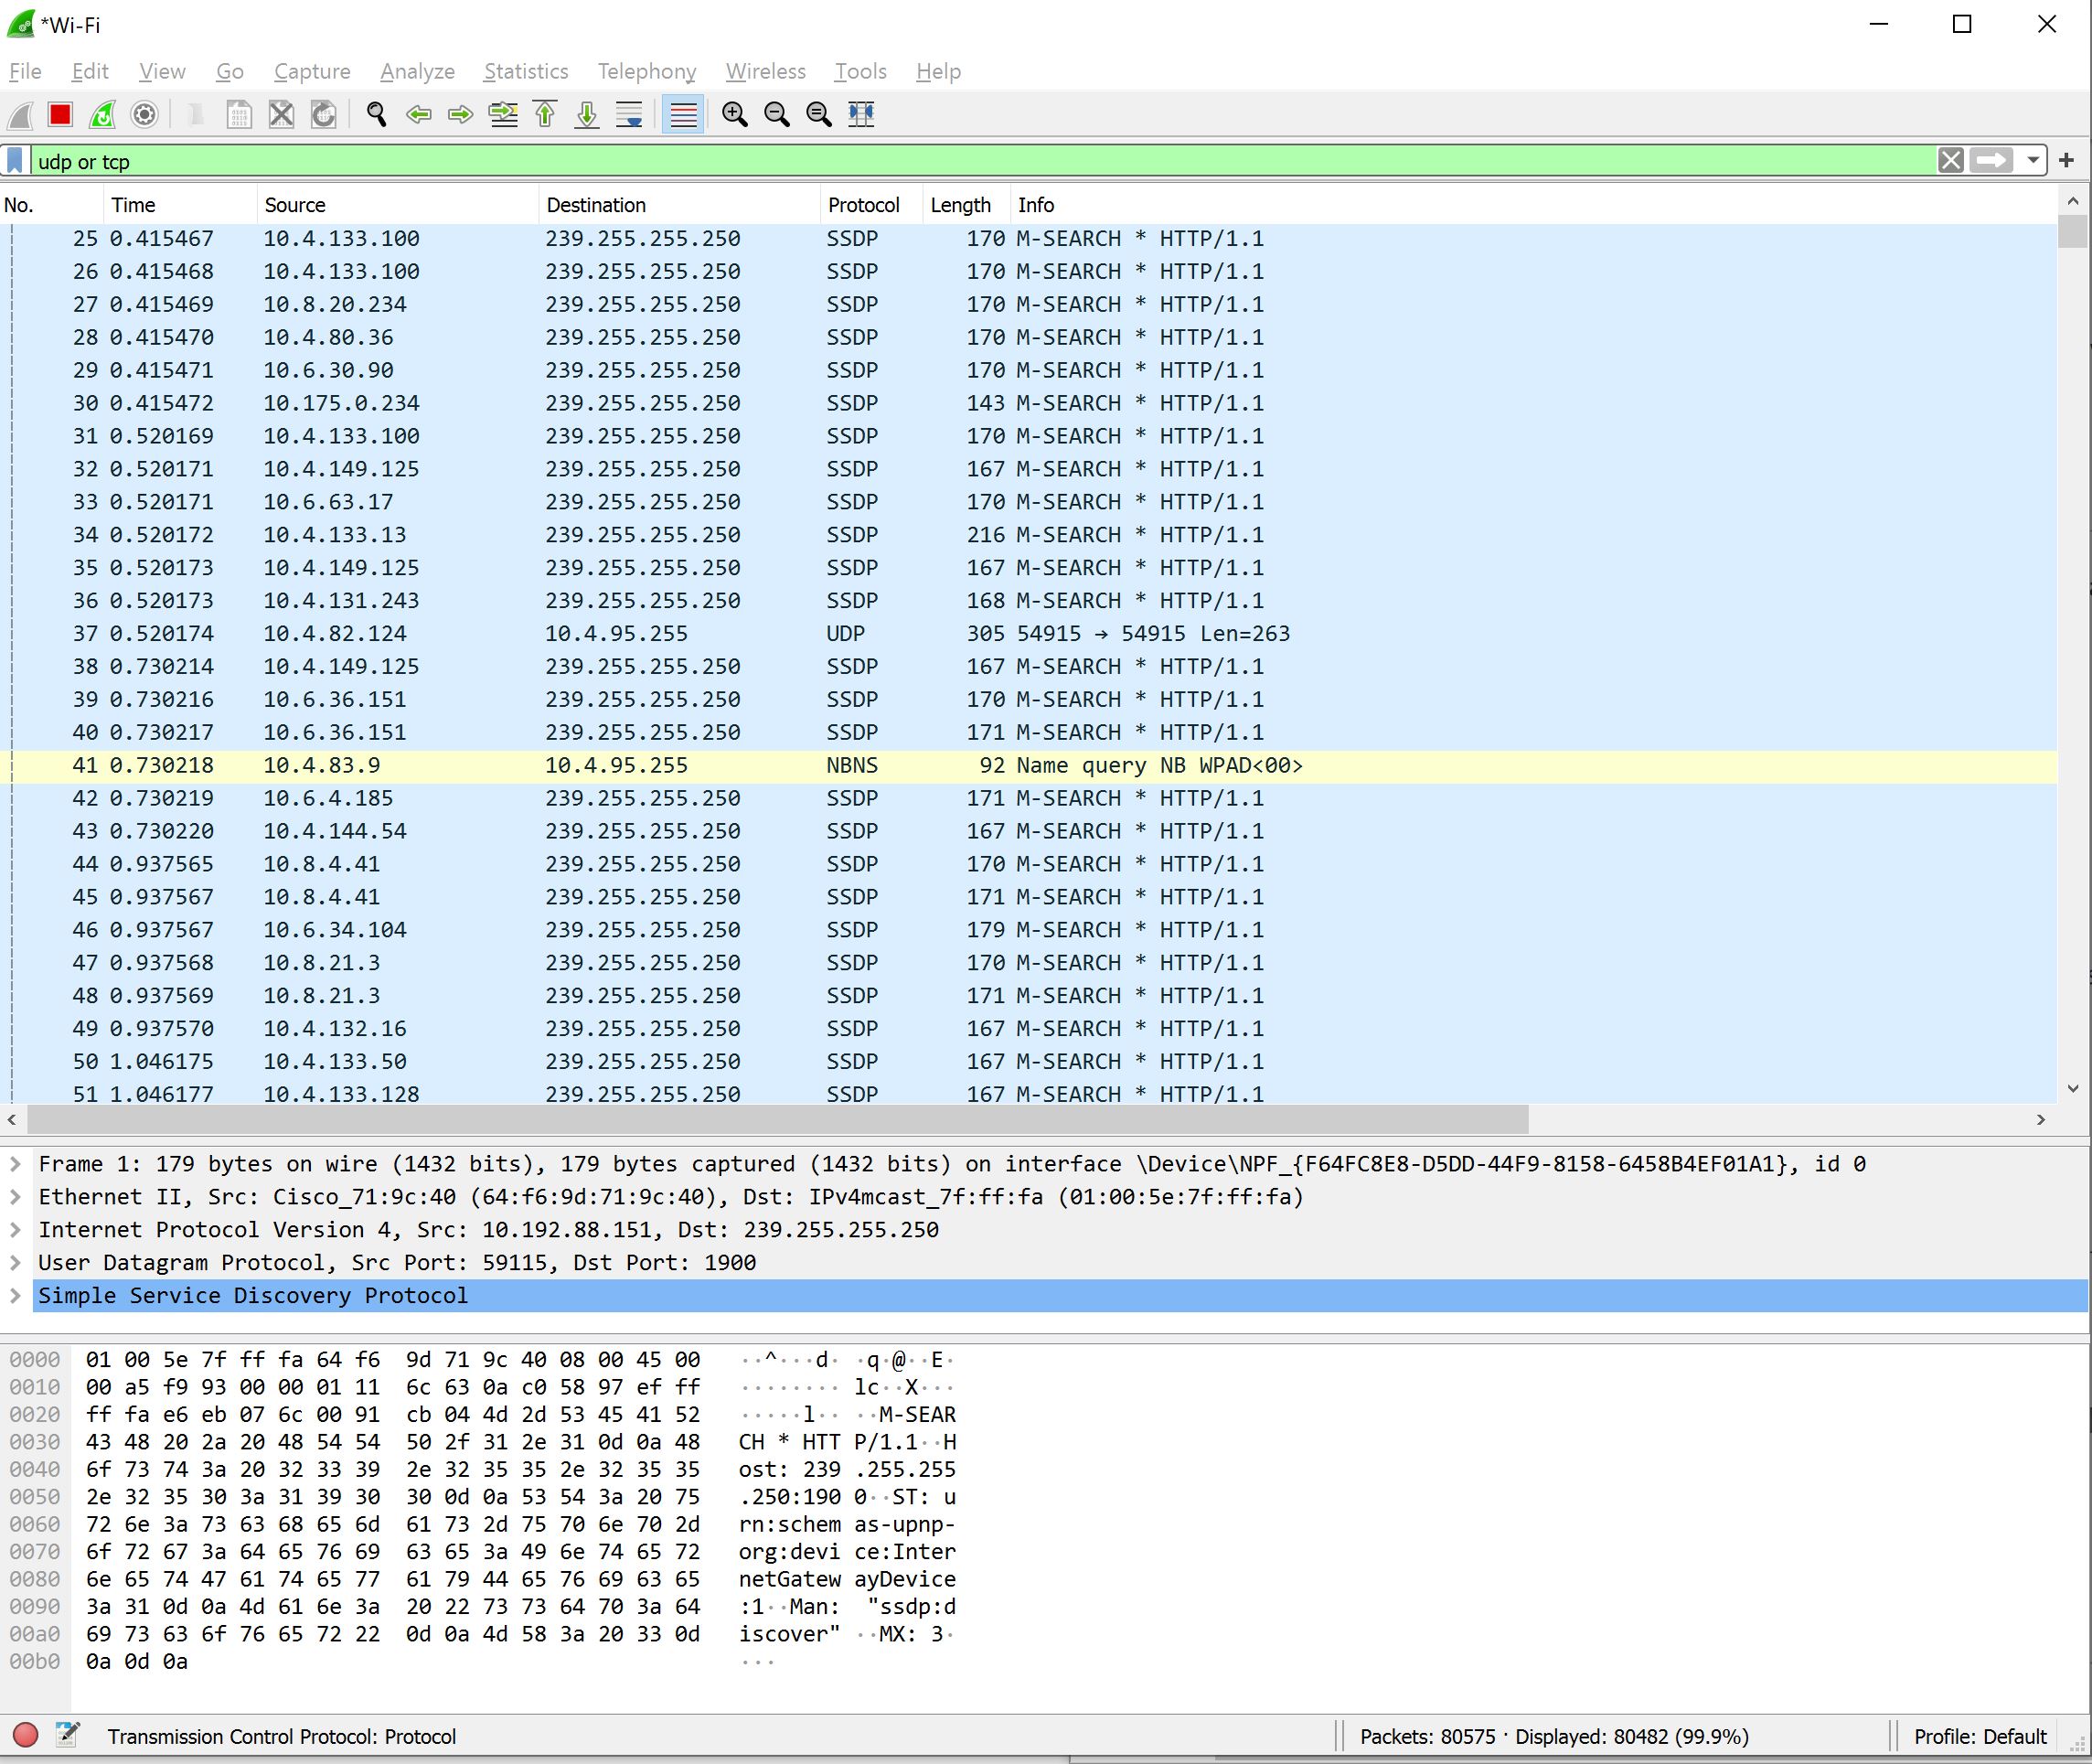 *Wi-Fi
File Edit View Go Capture Analyze Statistics Telephony Wireless Tools Help
udp or tcp
No. Time Source Destination Protocol Length Info
25 0.415467 10.4.133.100 239.255.255.250 SSDP 170 M-SEARCH * HTTP/1.1
26 0.415468 10.4.133.100 239.255.255.250 SSDP 170 M-SEARCH * HTTP/1.1
27 0.415469 10.8.20.234 239.255.255.250 SSDP 170 M-SEARCH * HTTP/1.1
28 0.415470 10.4.80.36 239.255.255.250 SSDP 170 M-SEARCH * HTTP/1.1
29 0.415471 10.6.30.90 239.255.255.250 SSDP 170 M-SEARCH * HTTP/1.1
30 0.415472 10.175.0.234 239.255.255.250 SSDP 143 M-SEARCH * HTTP/1.1
31 0.520169 10.4.133.100 239.255.255.250 SSDP 170 M-SEARCH * HTTP/1.1
32 0.520171 10.4.149.125 239.255.255.250 SSDP 167 M-SEARCH * HTTP/1.1
33 0.520171 10.6.63.17 239.255.255.250 SSDP 170 M-SEARCH * HTTP/1.1
34 0.520172 10.4.133.13 239.255.255.250 SSDP 216 M-SEARCH * HTTP/1.1
35 0.520173 10.4.149.125 239.255.255.250 SSDP 167 M-SEARCH * HTTP/1.1
36 0.520173 10.4.131.243 239.255.255.250 SSDP 168 M-SEARCH * HTTP/1.1
37 0.520174 10.4.82.124 10.4.95.255 UDP 305 54915 → 54915 Len=263
38 0.730214 10.4.149.125 239.255.255.250 SSDP 167 M-SEARCH * HTTP/1.1
39 0.730216 10.6.36.151 239.255.255.250 SSDP 170 M-SEARCH * HTTP/1.1
40 0.730217 10.6.36.151 239.255.255.250 SSDP 171 M-SEARCH * HTTP/1.1
41 0.730218 10.4.83.9 10.4.95.255 NBNS 92 Name query NB WPAD<00>
42 0.730219 10.6.4.185 239.255.255.250 SSDP 171 M-SEARCH * HTTP/1.1
43 0.730220 10.4.144.54 239.255.255.250 SSDP 167 M-SEARCH * HTTP/1.1
44 0.937565 10.8.4.41 239.255.255.250 SSDP 170 M-SEARCH * HTTP/1.1
45 0.937567 10.8.4.41 239.255.255.250 SSDP 171 M-SEARCH * HTTP/1.1
46 0.937567 10.6.34.104 239.255.255.250 SSDP 179 M-SEARCH * HTTP/1.1
47 0.937568 10.8.21.3 239.255.255.250 SSDP 170 M-SEARCH * HTTP/1.1
48 0.937569 10.8.21.3 239.255.255.250 SSDP 171 M-SEARCH * HTTP/1.1
49 0.937570 10.4.132.16 239.255.255.250 SSDP 167 M-SEARCH * HTTP/1.1
50 1.046175 10.4.133.50 239.255.255.250 SSDP 167 M-SEARCH * HTTP/1.1
51 1.046177 10.4.133.128 239.255.255.250 SSDP 167 M-SEARCH * HTTP/1.1
Frame 1: 179 bytes on wire (1432 bits), 179 bytes captured (1432 bits) on interface \Device\NPF_{F64FC8E8-D5DD-44F9-8158-6458B4EF01A1}, id 0
Ethernet II, Src: Cisco_71:9c:40 (64:f6:9d:71:9c:40), Dst: IPv4mcast_7f:ff:fa (01:00:5e:7f:ff:fa)
Internet Protocol Version 4, Src: 10.192.88.151, Dst: 239.255.255.250
User Datagram Protocol, Src Port: 59115, Dst Port: 1900
Simple Service Discovery Protocol
0000 01 00 5e 7f ff fa 64 f6 9d 71 9c 40 08 00 45 00 ··^···d· ·q·@··E·
0010 00 a5 f9 93 00 00 01 11 6c 63 0a c0 58 97 ef ff ········ lc··X···
0020 ff fa e6 eb 07 6c 00 91 cb 04 4d 2d 53 45 41 52 ·····l·· ··M-SEAR
0030 43 48 20 2a 20 48 54 54 50 2f 31 2e 31 0d 0a 48 CH * HTT P/1.1··H
0040 6f 73 74 3a 20 32 33 39 2e 32 35 35 2e 32 35 35 ost: 239 .255.255
0050 2e 32 35 30 3a 31 39 30 30 0d 0a 53 54 3a 20 75 .250:190 0··ST: u
0060 72 6e 3a 73 63 68 65 6d 61 73 2d 75 70 6e 70 2d rn:schem as-upnp-
0070 6f 72 67 3a 64 65 76 69 63 65 3a 49 6e 74 65 72 org:devi ce:Inter
0080 6e 65 74 47 61 74 65 77 61 79 44 65 76 69 63 65 netGatew ayDevice
0090 3a 31 0d 0a 4d 61 6e 3a 20 22 73 73 64 70 3a 64 :1··Man: "ssdp:d
00a0 69 73 63 6f 76 65 72 22 0d 0a 4d 58 3a 20 33 0d iscover" ··MX: 3·
00b0 0a 0d 0a ···
Transmission Control Protocol: Protocol Packets: 80575 · Displayed: 80482 (99.9%) Profile: Default